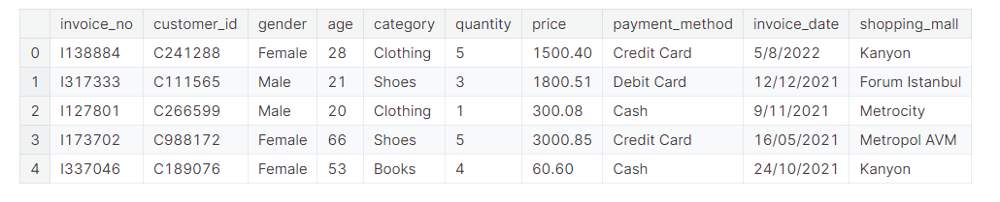 invoice_no customer_id gender age category quantity price payment_method invoice_date shopping_mall
0 I138884 C241288 Female 28 Clothing 5 1500.40 Credit Card 5/8/2022 Kanyon
1 I317333 C111565 Male 21 Shoes 3 1800.51 Debit Card 12/12/2021 Forum Istanbul
2 I127801 C266599 Male 20 Clothing 1 300.08 Cash 9/11/2021 Metrocity
3 I173702 C988172 Female 66 Shoes 5 3000.85 Credit Card 16/05/2021 Metropol AVM
4 I337046 C189076 Female 53 Books 4 60.60 Cash 24/10/2021 Kanyon